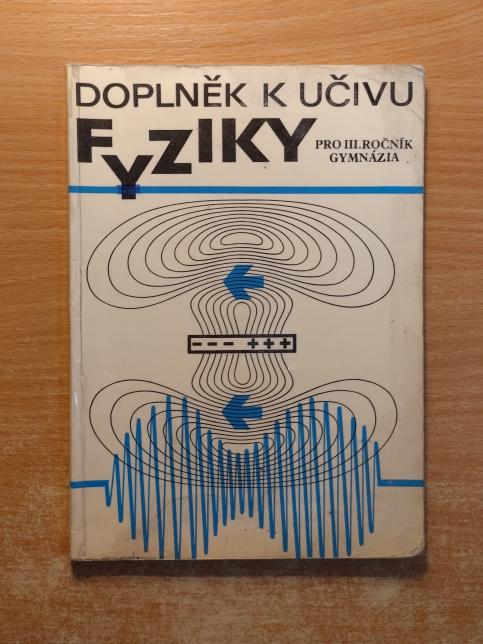 DOPLNĚK K UČIVU
FYZIKY
PRO III. ROČNÍK
GYMNÁZIA
--- +++